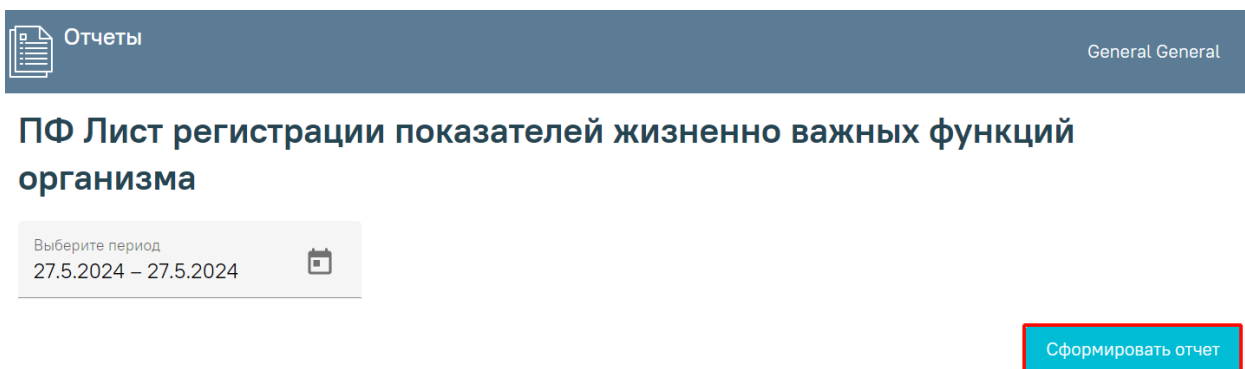 Отчеты
General General
ПФ Лист регистрации показателей жизненно важных функций
организма
Выберите период
27.5.2024 – 27.5.2024
Сформировать отчет